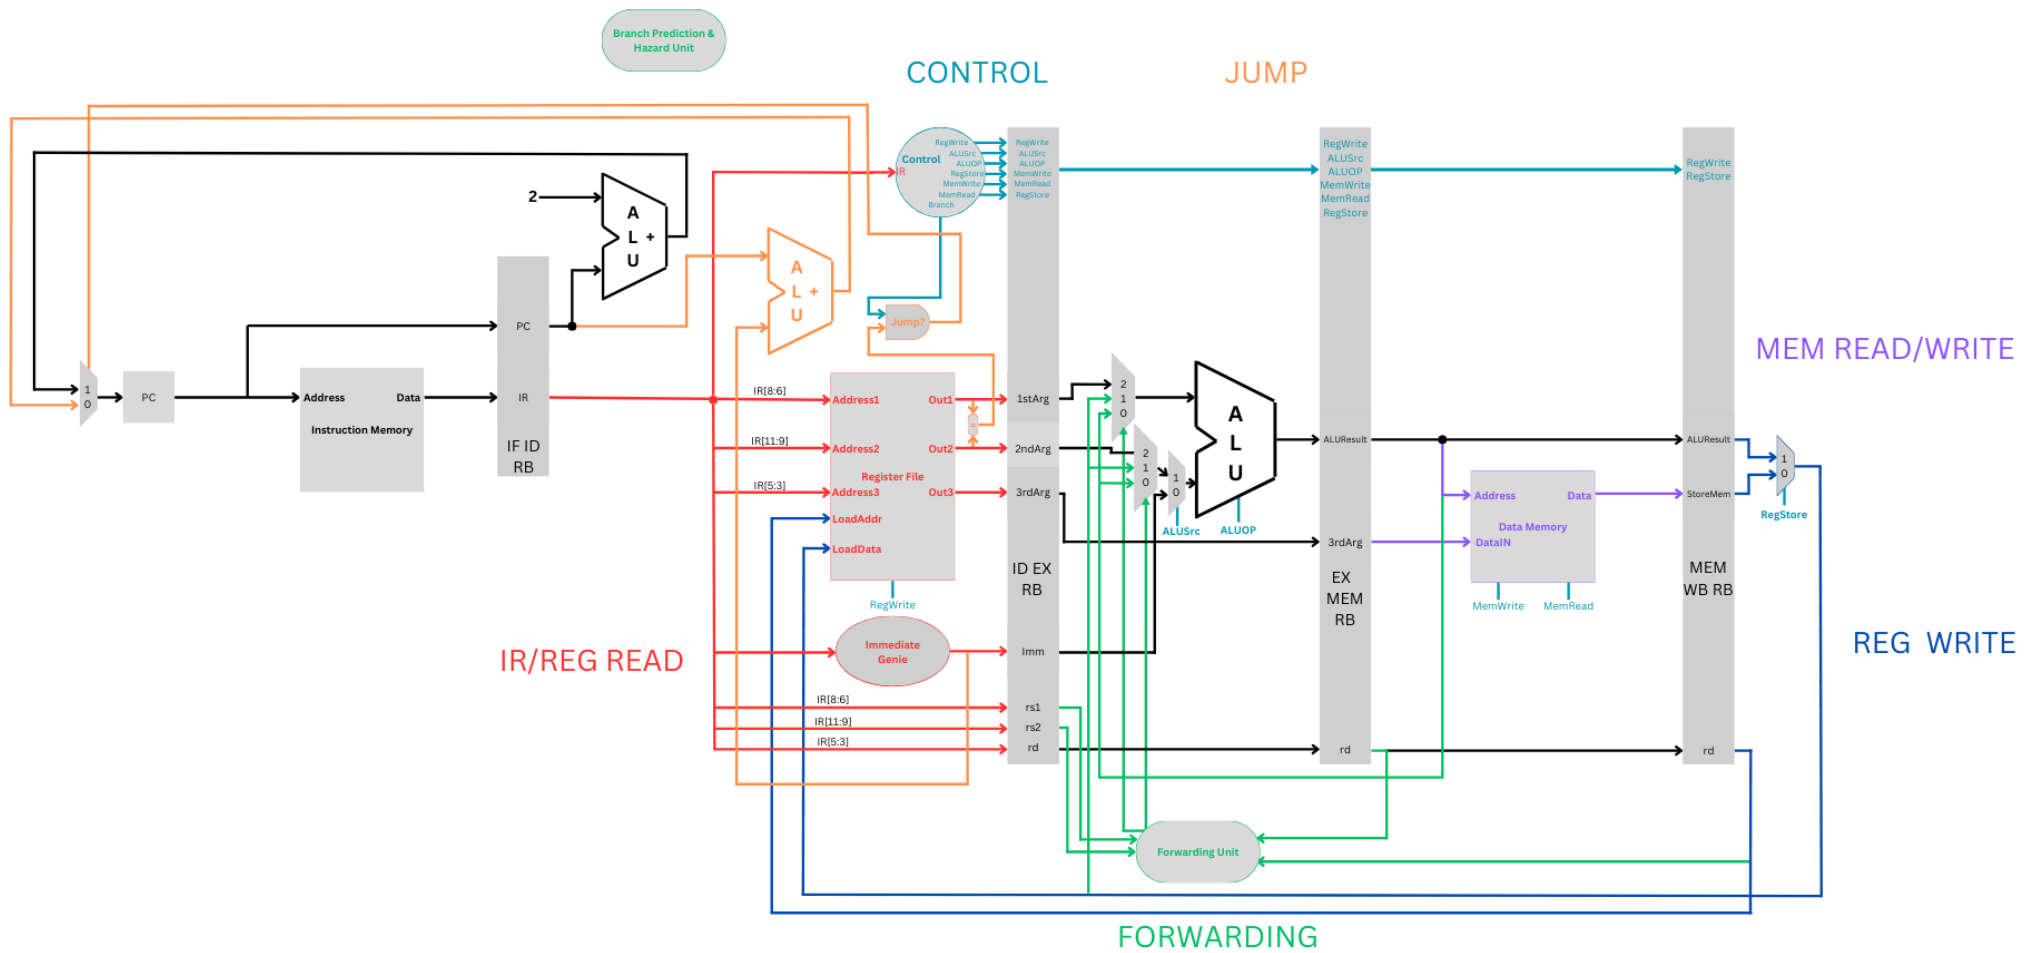 Branch Prediction &
Hazard Unit
CONTROL
JUMP
Control
IR
RegWrite
ALUSrc
ALUOP
RegStore
MemWrite
MemRead
Branch
RegWrite
ALUSrc
ALUOP
MemWrite
MemRead
RegStore
RegWrite
ALUSrc
ALUOP
MemWrite
MemRead
RegStore
RegWrite
RegStore
2
A
L +
U
A
L +
U
Jump?
PC
IR
IF ID
RB
1
0
PC
Address
Data
Instruction Memory
IR[8:6]
IR[11:9]
IR[5:3]
Address1
Out1
Address2
Out2
Register File
Address3
Out3
LoadAddr
LoadData
RegWrite
=
1stArg
2ndArg
3rdArg
ID EX
RB
Imm
rs1
rs2
rd
2
1
0
2
1
0
1
0
ALUSrc
A
L
U
ALUOP
ALUResult
3rdArg
EX
MEM
RB
rd
Address
Data
Data Memory
DataIN
MemWrite
MemRead
ALUResult
StoreMem
MEM
WB RB
rd
1
0
RegStore
MEM READ/WRITE
REG WRITE
IR/REG READ
Immediate
Genie
IR[8:6]
IR[11:9]
IR[5:3]
Forwarding Unit
FORWARDING